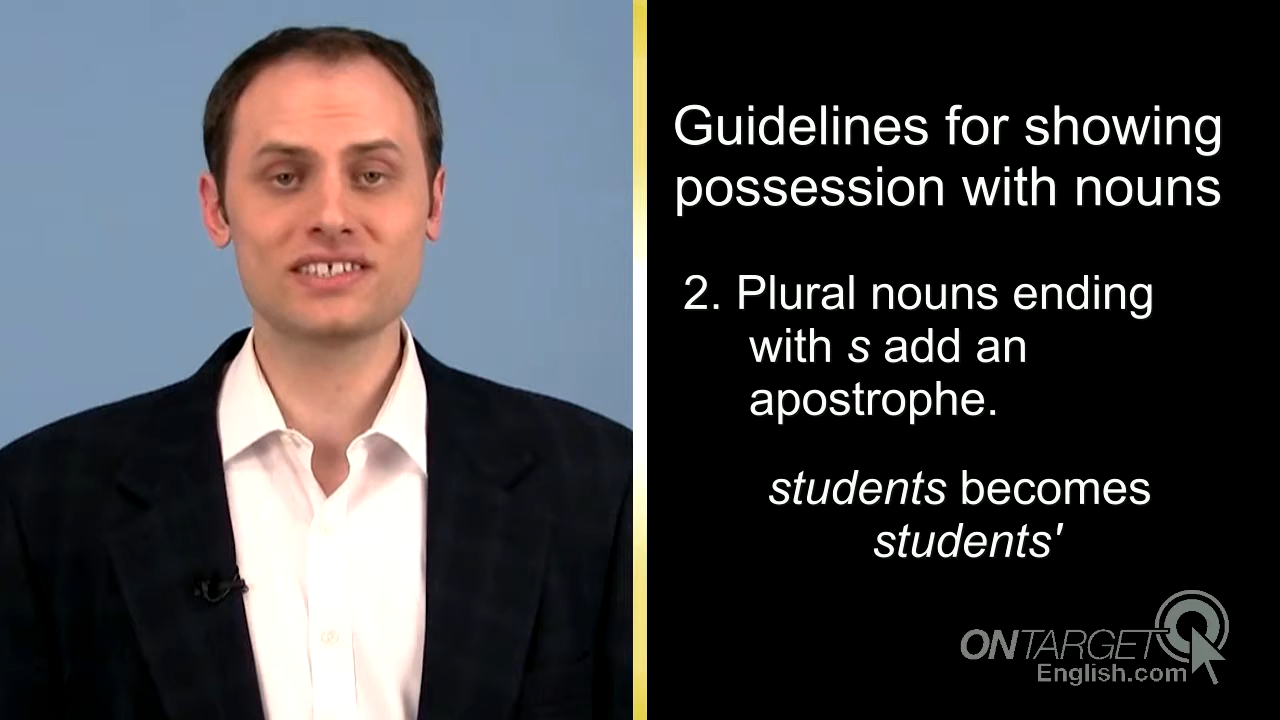 Guidelines for showing
possession with nouns
2. Plural nouns ending
with s add an
apostrophe.
students becomes
students'
ONTARGET
English.com